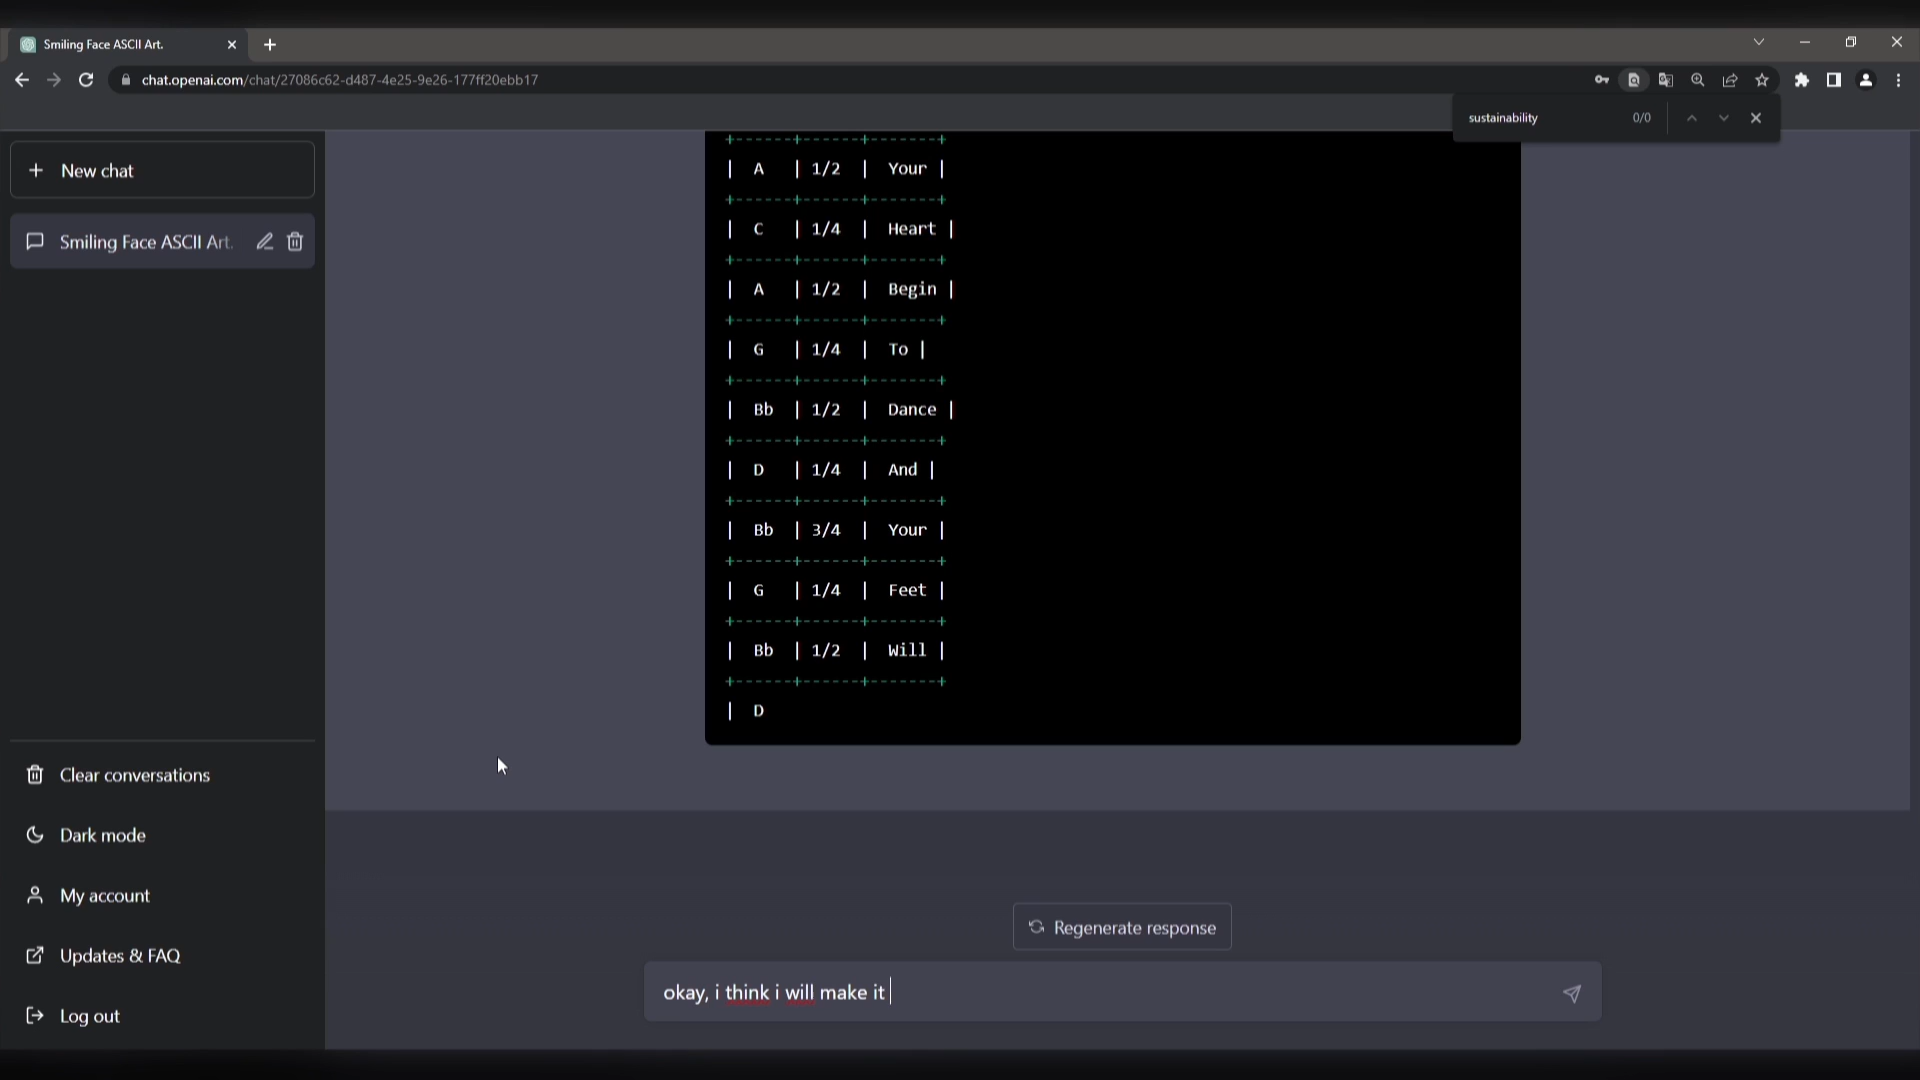 Smiling Face ASCII Art.
chat.openai.com/chat/27086c62-d487-4e25-9e26-177ff20ebb17
sustainability 0/0
New chat
Smiling Face ASCII Art.
+------+------+-------+
| A | 1/2 | Your |
+------+------+-------+
| C | 1/4 | Heart |
+------+------+-------+
| A | 1/2 | Begin |
+------+------+-------+
| G | 1/4 | To |
+------+------+-------+
| Bb | 1/2 | Dance |
+------+------+-------+
| D | 1/4 | And |
+------+------+-------+
| Bb | 3/4 | Your |
+------+------+-------+
| G | 1/4 | Feet |
+------+------+-------+
| Bb | 1/2 | Will |
+------+------+-------+
| D
Clear conversations
Dark mode
My account
Updates & FAQ
Log out
Regenerate response
okay, i think i will make it